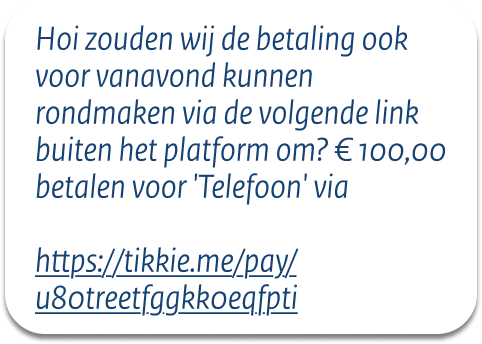 Hoi zouden wij de betaling ook
voor vanavond kunnen
rondmaken via de volgende link
buiten het platform om? € 100,00
betalen voor 'Telefoon' via
https://tikkie.me/pay/
u80treetfggkk0eqfpti